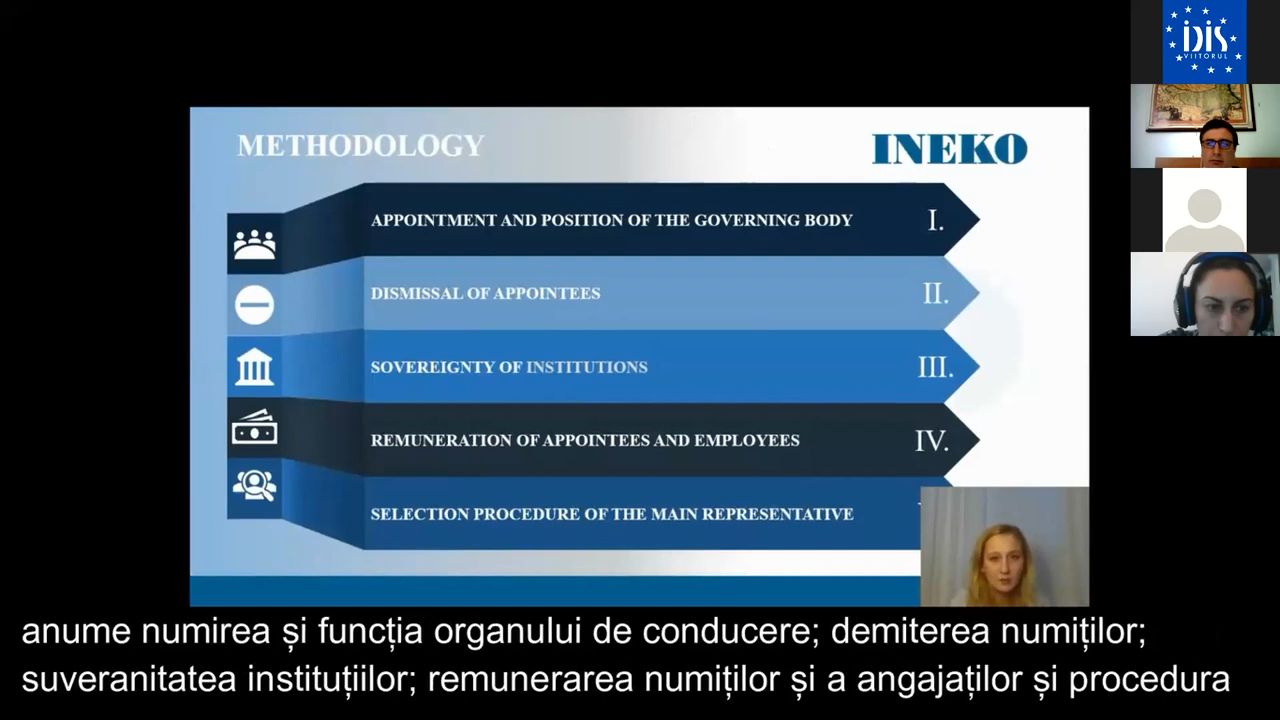 iDiS
VIITORUL
METHODOLOGY
INEKO
APPOINTMENT AND POSITION OF THE GOVERNING BODY I.
DISMISSAL OF APPOINTEES II.
SOVEREIGNTY OF INSTITUTIONS III.
REMUNERATION OF APPOINTEES AND EMPLOYEES IV.
SELECTION PROCEDURE OF THE MAIN REPRESENTATIVE
anume numirea și funcția organului de conducere; demiterea numiților;
suveranitatea instituțiilor; remunerarea numiților și a angajaților și procedura